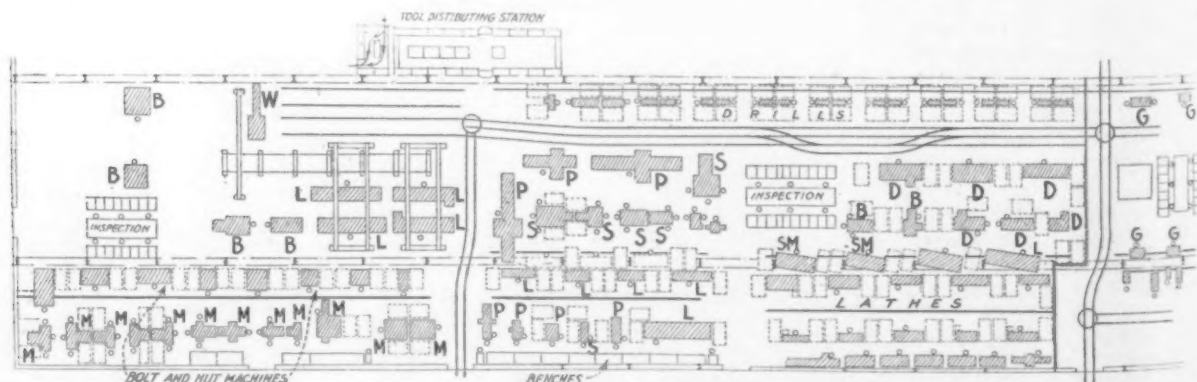 TOOL DISTRIBUTING STATION
B W D R I L L S G G
B L L P P S INSPECTION D D D
P B B
INSPECTION B B L L S S S S D D D
SM SM L G G
L L L L L A T H E S
M M M M M M M M M P P P P L
M M S
BOLT AND NUT MACHINES BENCHES